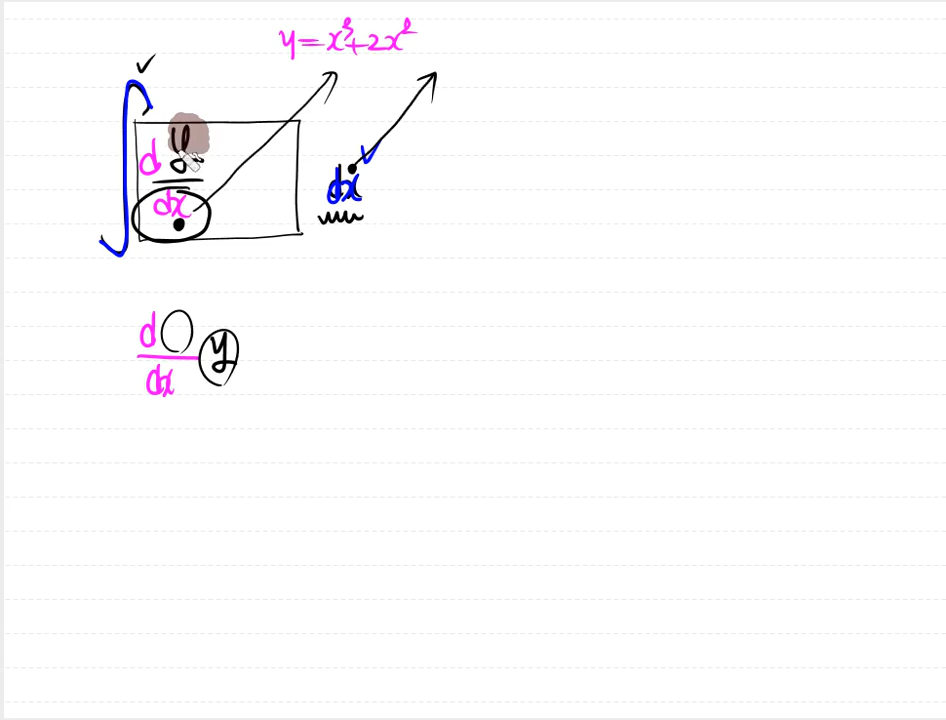 y = x³ + 2x²
∫ d
dx dx
d
dx y